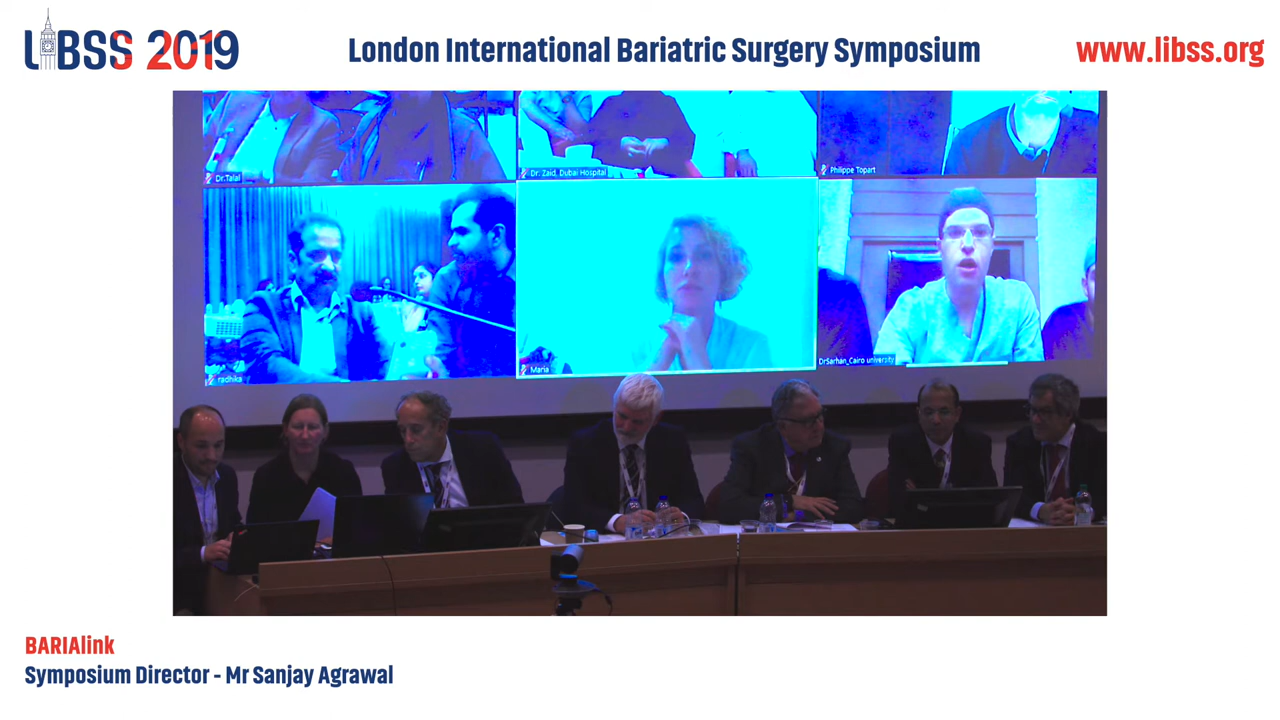 LIBSS 2019
London International Bariatric Surgery Symposium
www.libss.org
Dr.Talal
Dr. Zaid, Dubai Hospital
Philippe Topart
radhika
Maria
DrSarhan_Cairo university
BARIAlink
Symposium Director - Mr Sanjay Agrawal